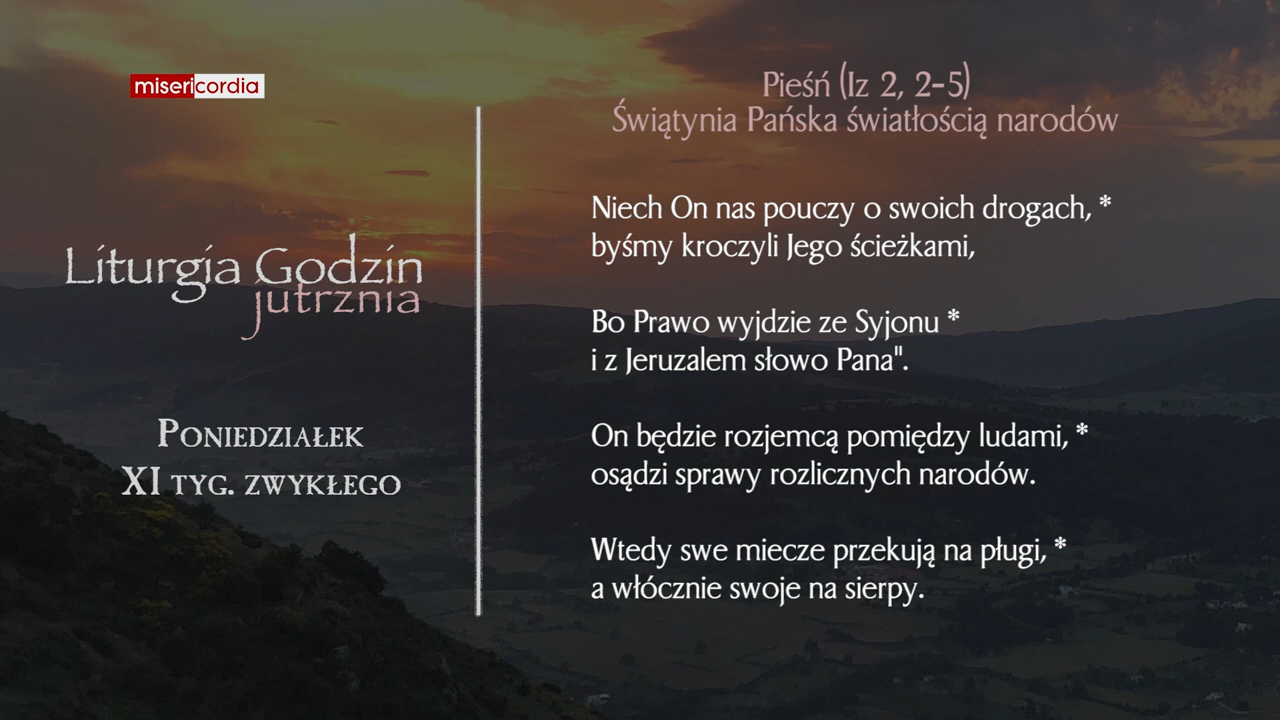 misericordia
Liturgia Godzin
jutrznia
Poniedziałek
XI tyg. zwykłego
Pieśń (Iz 2, 2-5)
Świątynia Pańska światłością narodów
Niech On nas pouczy o swoich drogach, *
byśmy kroczyli Jego ścieżkami,
Bo Prawo wyjdzie ze Syjonu *
i z Jeruzalem słowo Pana".
On będzie rozjemcą pomiędzy ludami, *
osądzi sprawy rozlicznych narodów.
Wtedy swe miecze przekują na pługi, *
a włócznie swoje na sierpy.